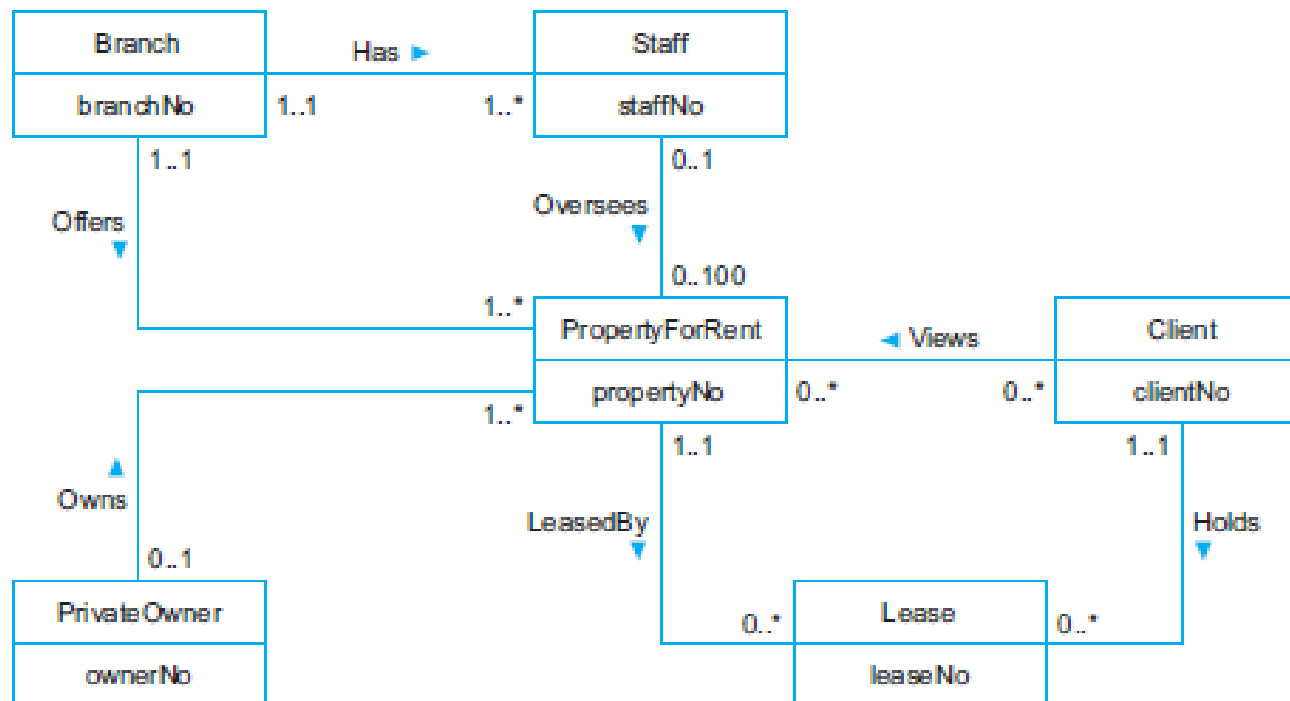 Branch
Has
Staff
branchNo
1..1
1..*
staffNo
1..1
0..1
Offers
Oversees
0..100
1..*
PropertyForRent
Views
Client
propertyNo
0..*
0..*
clientNo
1..*
1..1
1..1
Owns
LeasedBy
Holds
0..1
PrivateOwner
0..*
Lease
0..*
ownerNo
leaseNo